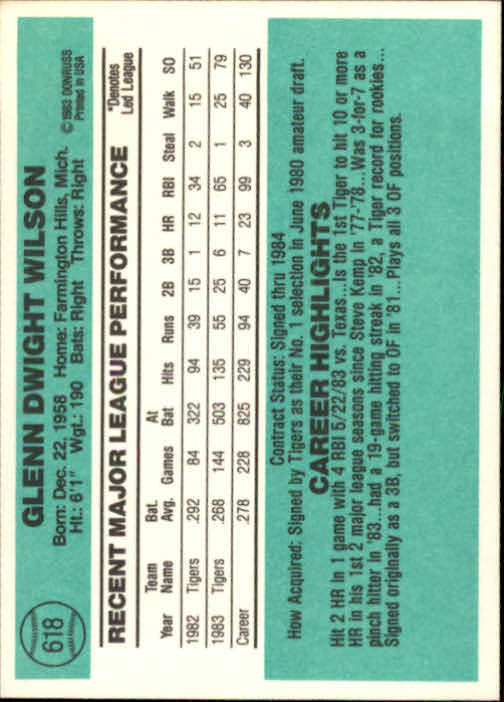 618
GLENN DWIGHT WILSON
Born: Dec. 22, 1958 Home: Farmington Hills, Mich.
Ht.: 6'1" Wgt.: 190 Bats: Right Throws: Right
© 1983 DONRUSS
Printed in USA
RECENT MAJOR LEAGUE PERFORMANCE
*Denotes
Led League
Year Team Name Bat. Avg. Games At Bat Hits Runs 2B 3B HR RBI Steal Walk SO
1982 Tigers .292 84 322 94 39 15 1 12 34 2 15 51
1983 Tigers .268 144 503 135 55 25 6 11 65 1 25 79
Career .278 228 825 229 94 40 7 23 99 3 40 130
Contract Status: Signed thru 1984
How Acquired: Signed by Tigers as their No. 1 selection in June 1980 amateur draft.
CAREER HIGHLIGHTS
Hit 2 HR in 1 game with 4 RBI 5/22/83 vs. Texas...Is the 1st Tiger to hit 10 or more
HR in his 1st 2 major league seasons since Steve Kemp in '77-'78...Was 3-for-7 as a
pinch hitter in '83...had a 19-game hitting streak in '82, a Tiger record for rookies...
Signed originally as a 3B, but switched to OF in '81...Plays all 3 OF positions.